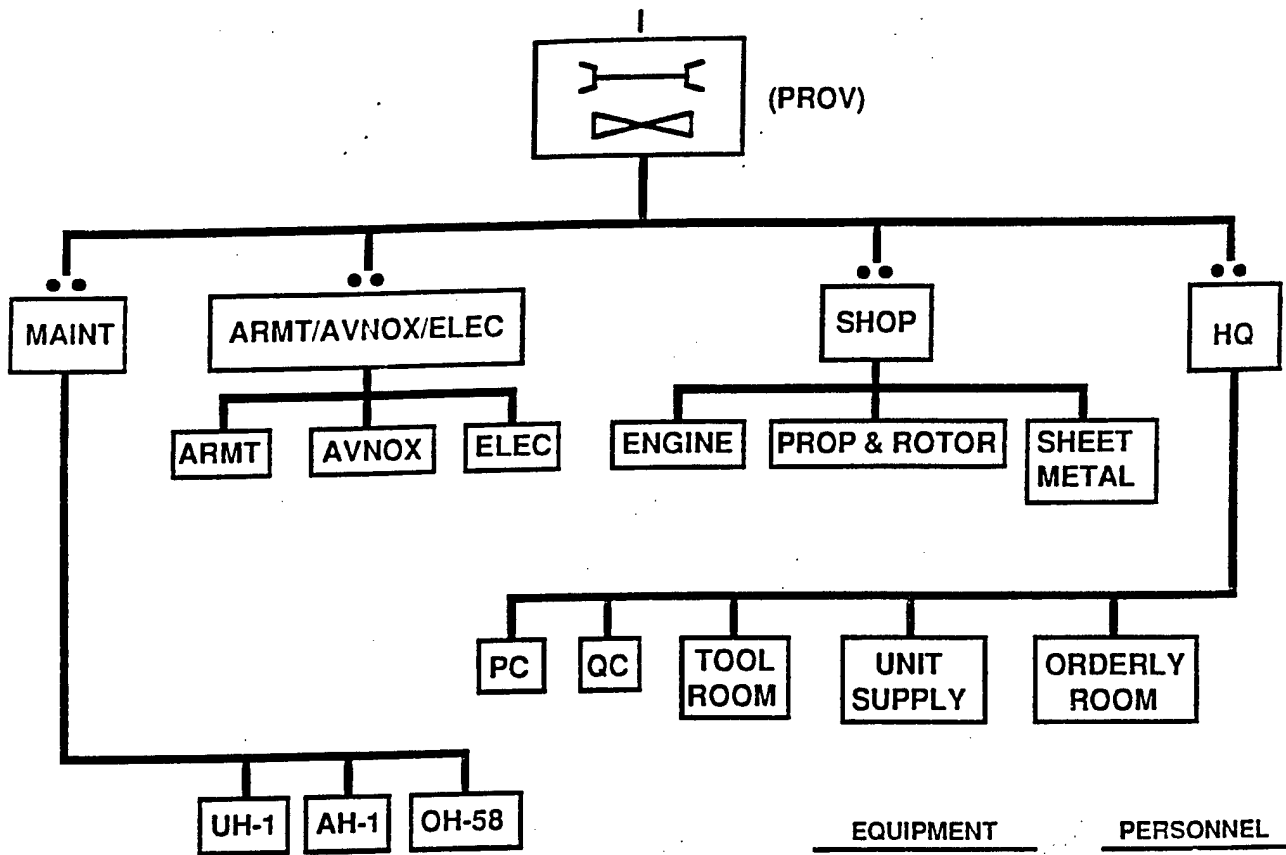 (PROV)
MAINT
ARMT/AVNOX/ELEC
SHOP
HQ
ARMT
AVNOX
ELEC
ENGINE
PROP & ROTOR
SHEET
METAL
PC
QC
TOOL
ROOM
UNIT
SUPPLY
ORDERLY
ROOM
UH-1
AH-1
OH-58
EQUIPMENT
PERSONNEL